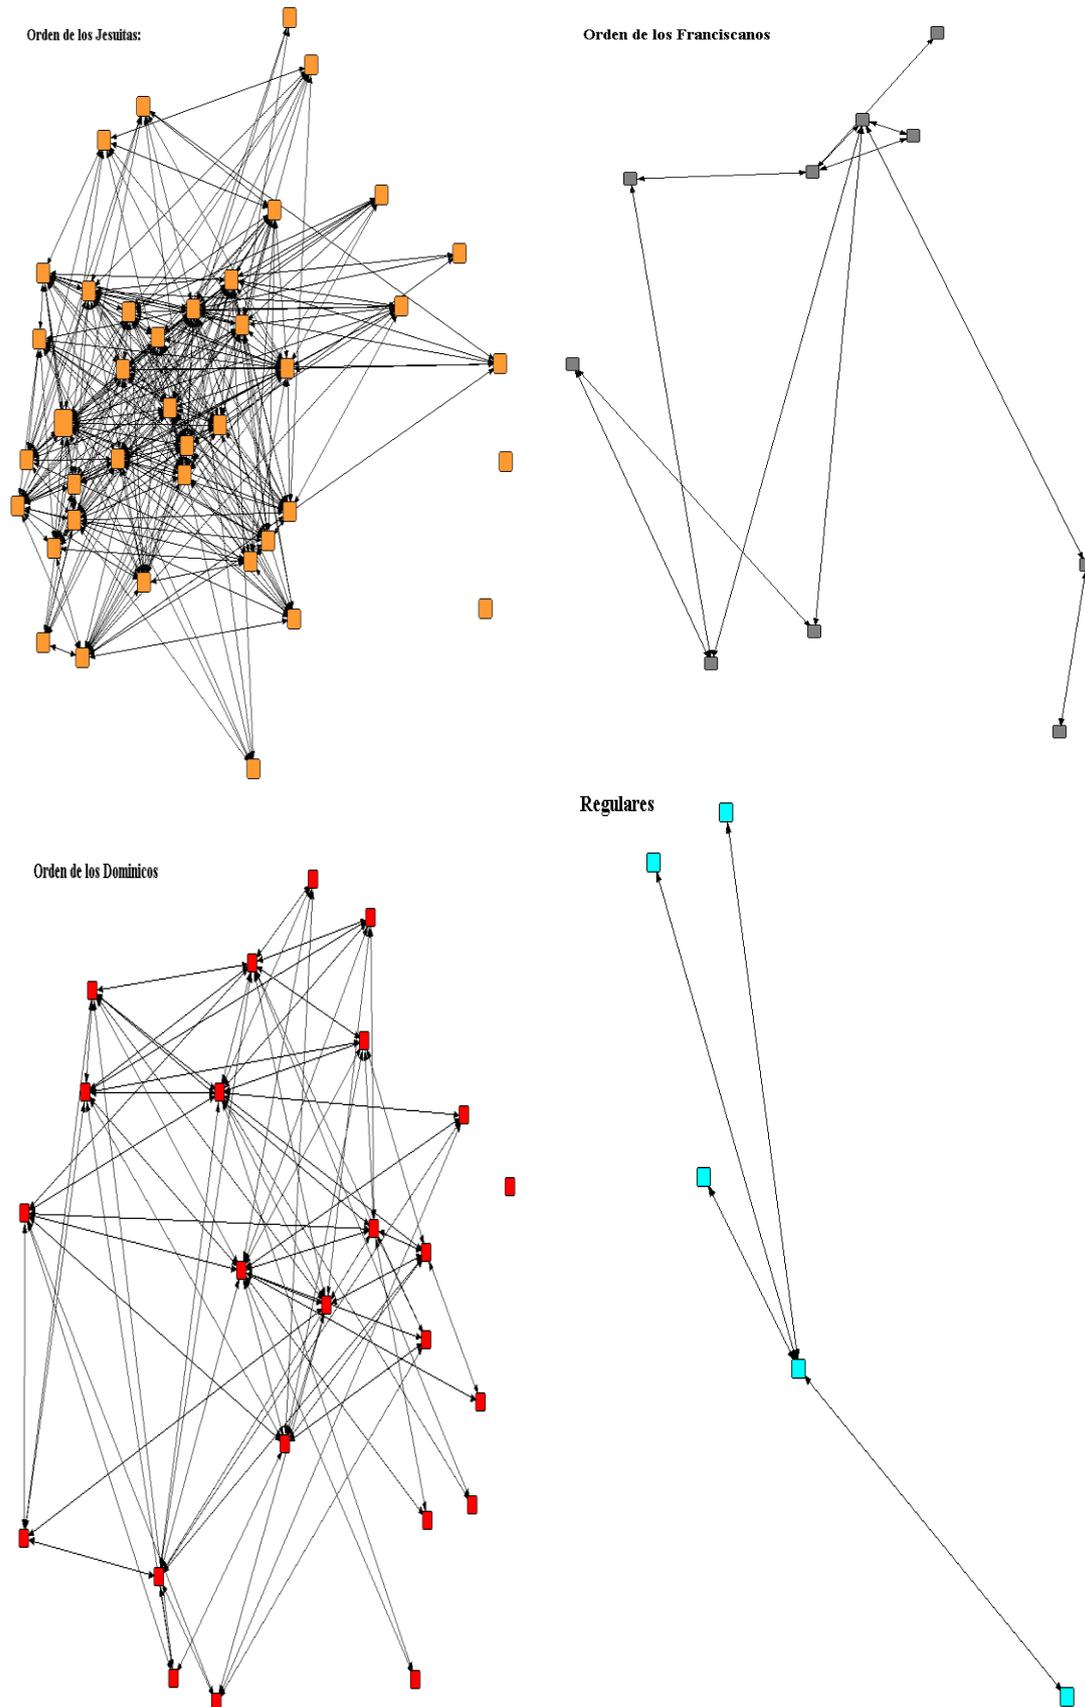 Orden de los Jesuitas:
Orden de los Franciscanos
Regulares
Orden de los Dominicos